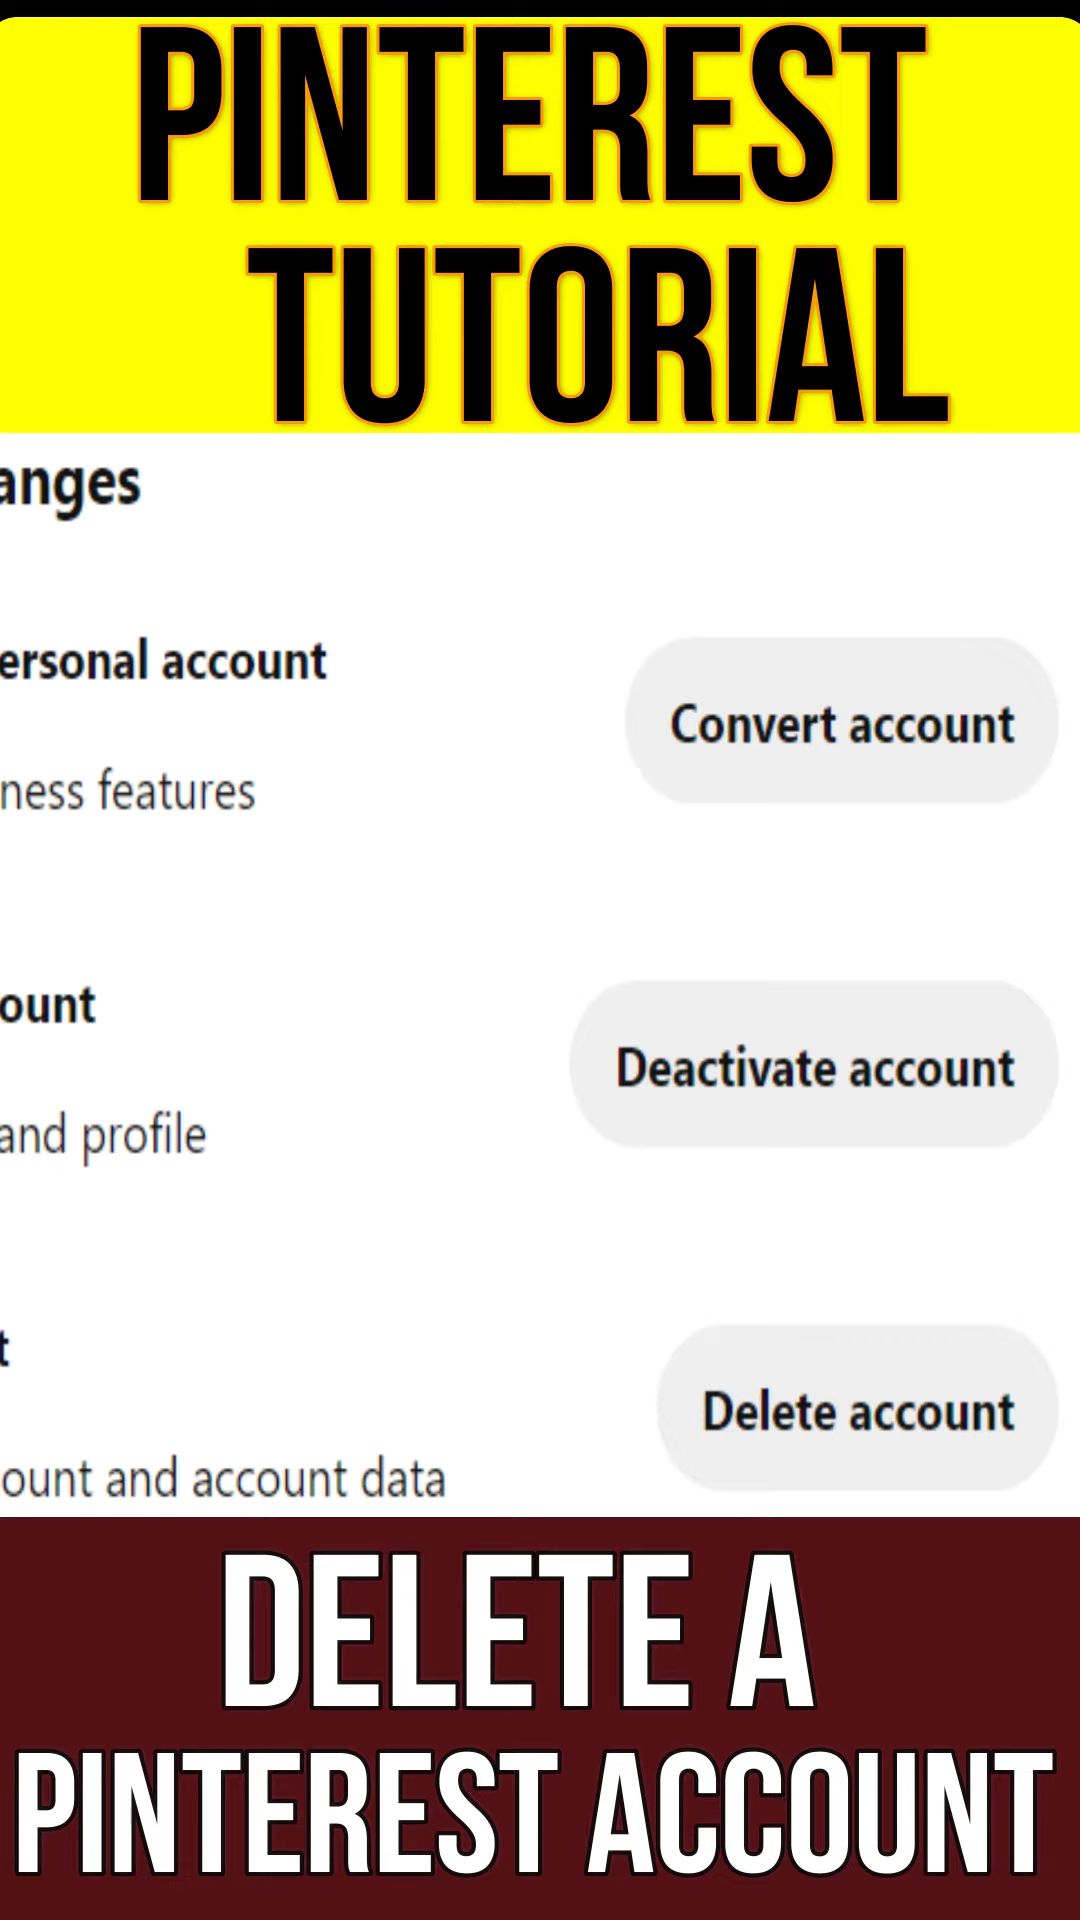 PINTEREST
TUTORIAL
anges
ersonal account
Convert account
ness features
ount
Deactivate account
and profile
t
Delete account
ount and account data
DELETE A
PINTEREST ACCOUNT